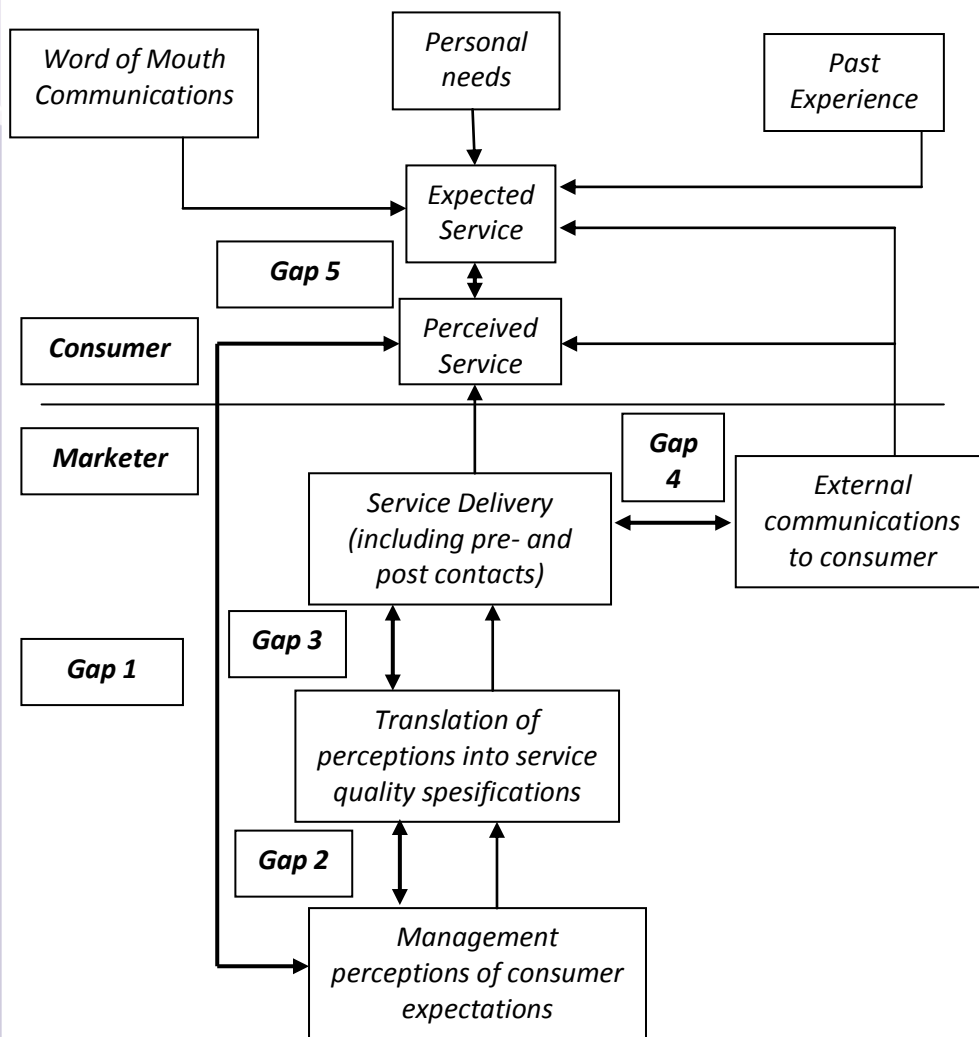 Word of Mouth
Communications
Personal
needs
Past
Experience
Expected
Service
Gap 5
Perceived
Service
Consumer
Marketer
Gap
4
Service Delivery
(including pre- and
post contacts)
External
communications
to consumer
Gap 3
Gap 1
Translation of
perceptions into service
quality spesifications
Gap 2
Management
perceptions of consumer
expectations